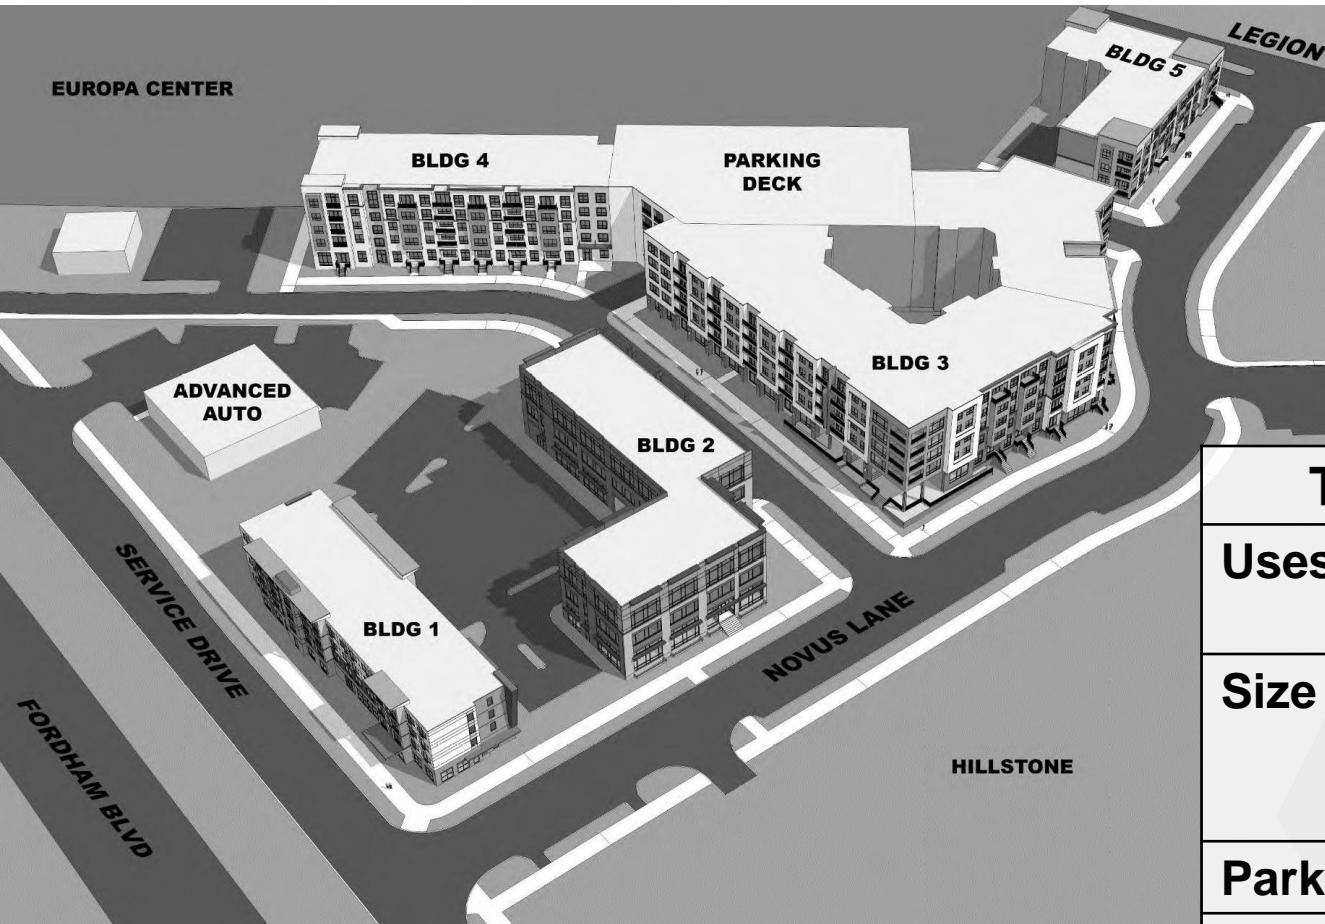 LEGION
BLDG 5
EUROPA CENTER
BLDG 4
PARKING
DECK
BLDG 3
ADVANCED
AUTO
BLDG 2
SERVICE DRIVE
BLDG 1
NOVUS LANE
FORDHAM BLVD
HILLSTONE
T
Uses
Size
Park